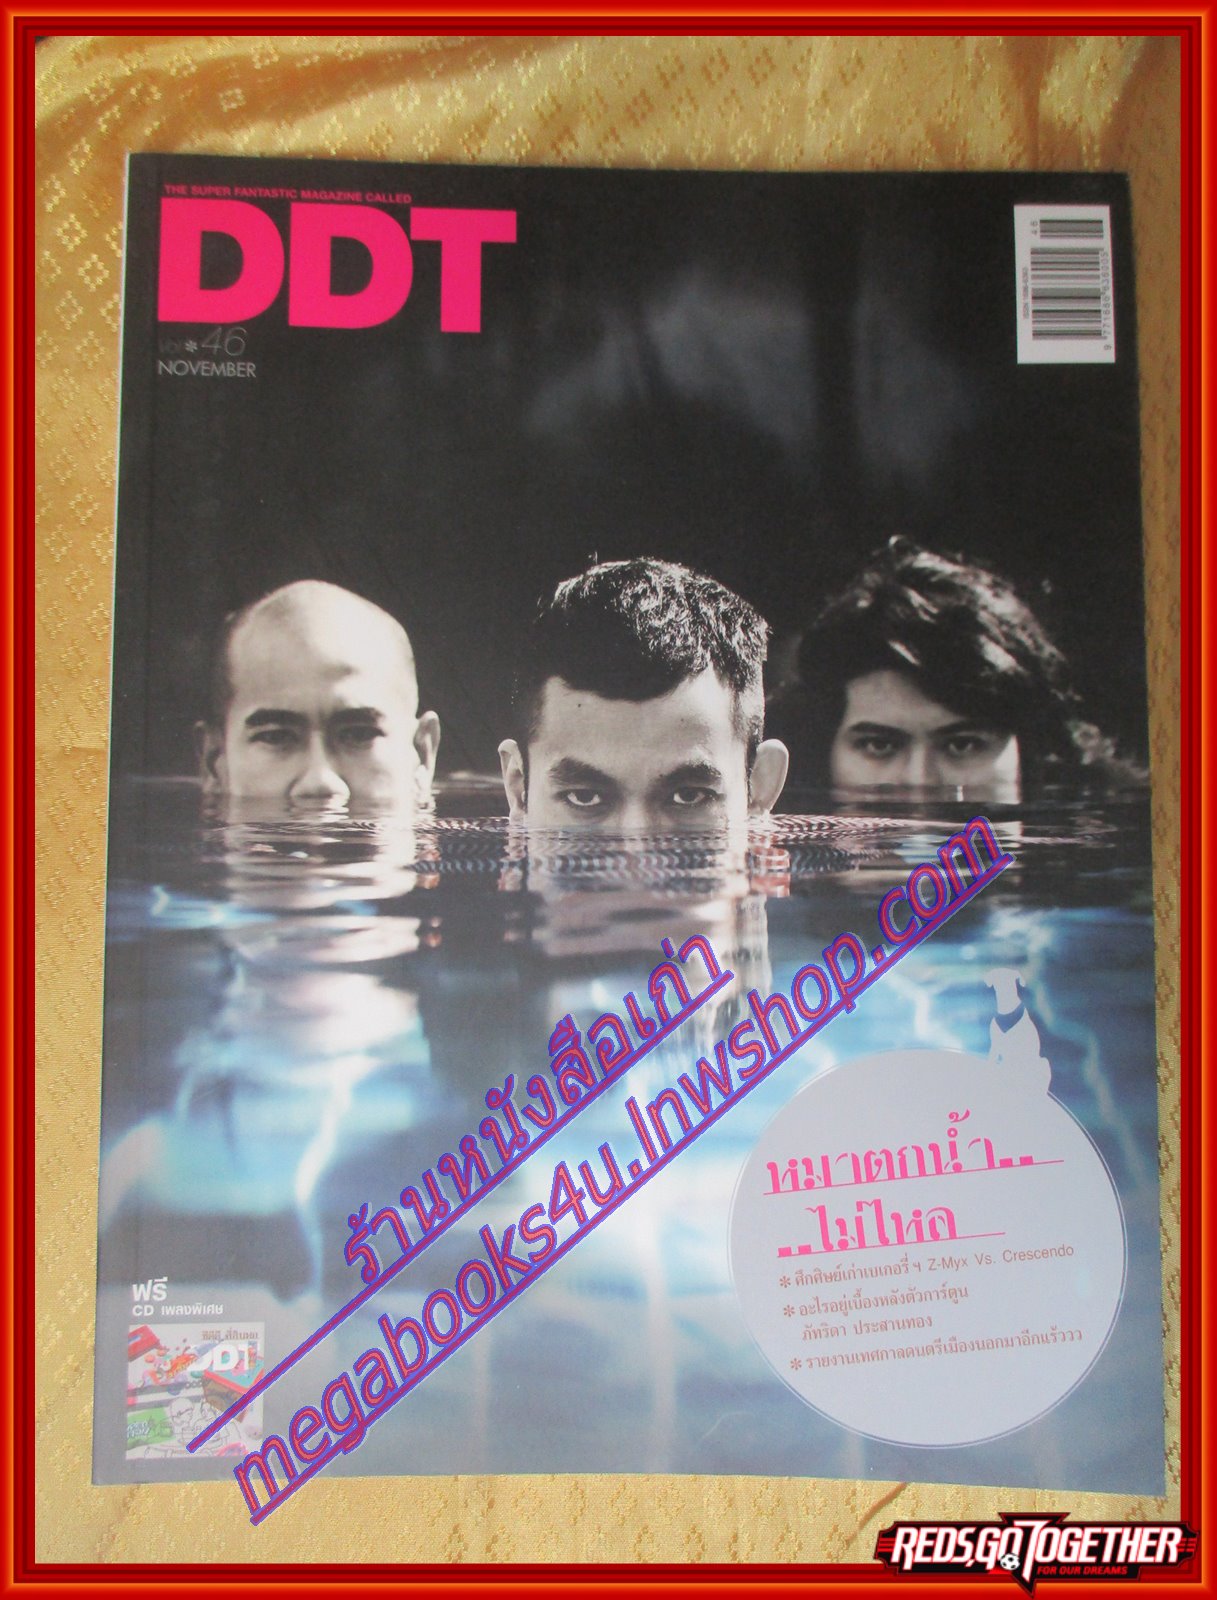 THE SUPER FANTASTIC MAGAZINE CALLED
DDT
Vol*46
NOVEMBER
46
หมาตกน้ำ..
..ไม่ไหล
* ศึกศิษย์เก่าเบเกอรี่ ฯ Z-Myx Vs. Crescendo
* อะไรอยู่เบื้องหลังตัวการ์ตูน
ภัทริดา ประสานทอง
* รายงานเทศกาลดนตรีเมืองนอกมาอีกแร้ววว
ฟรี
CD เพลงพิเศษ
DDT
ร้านหนังสือเก่า
megabooks4u.lnwshop.com
REDS,GO TOGETHER
FOR OUR DREAMS